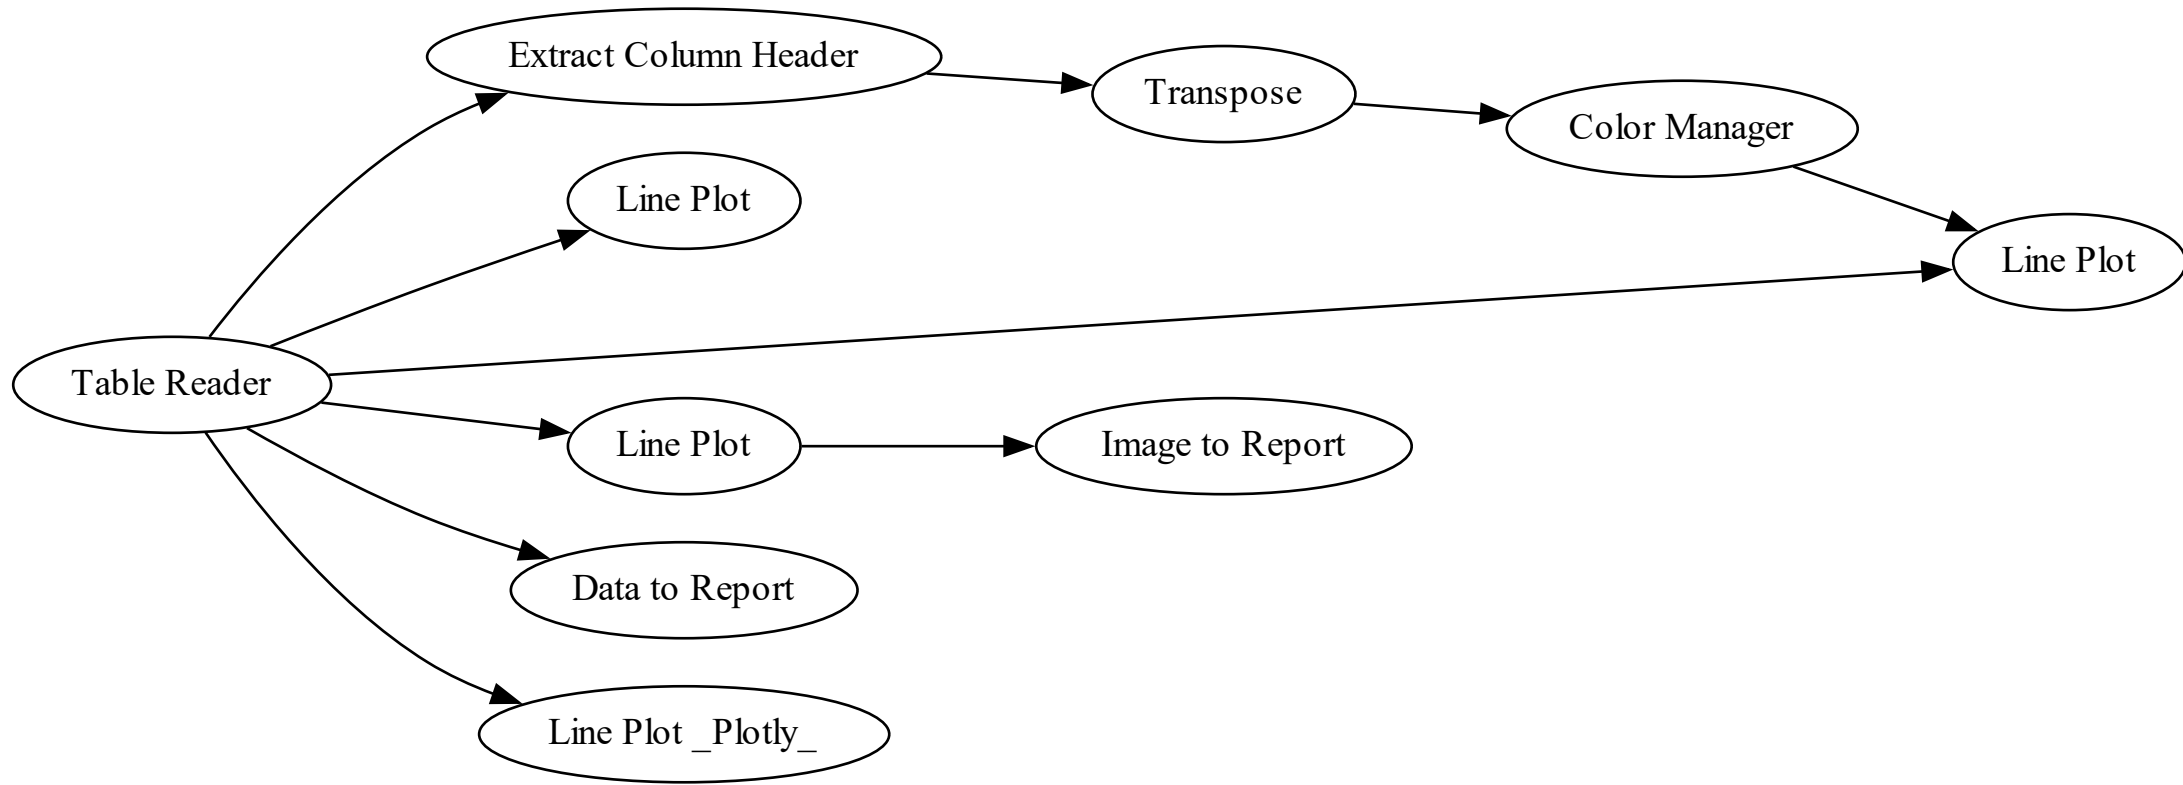 Extract Column Header
Transpose
Color Manager
Line Plot
Line Plot
Table Reader
Line Plot
Image to Report
Data to Report
Line Plot _Plotly_